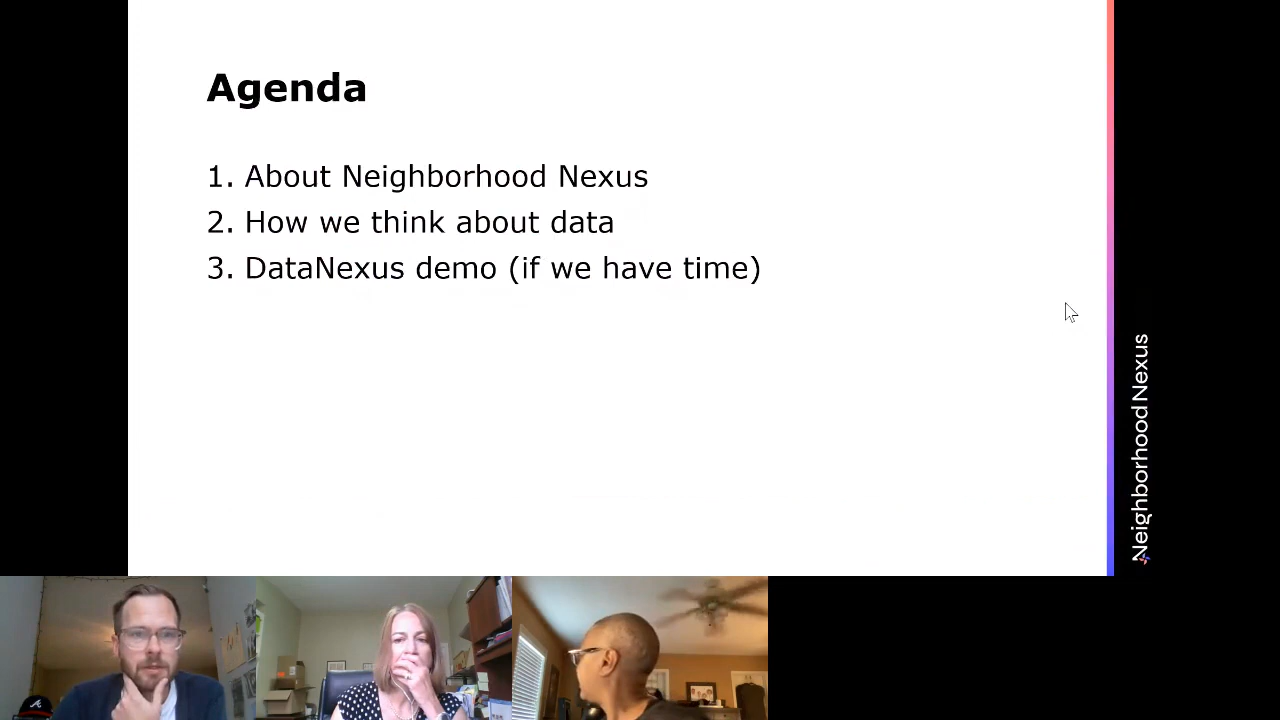 Agenda
1. About Neighborhood Nexus
2. How we think about data
3. DataNexus demo (if we have time)
Neighborhood Nexus